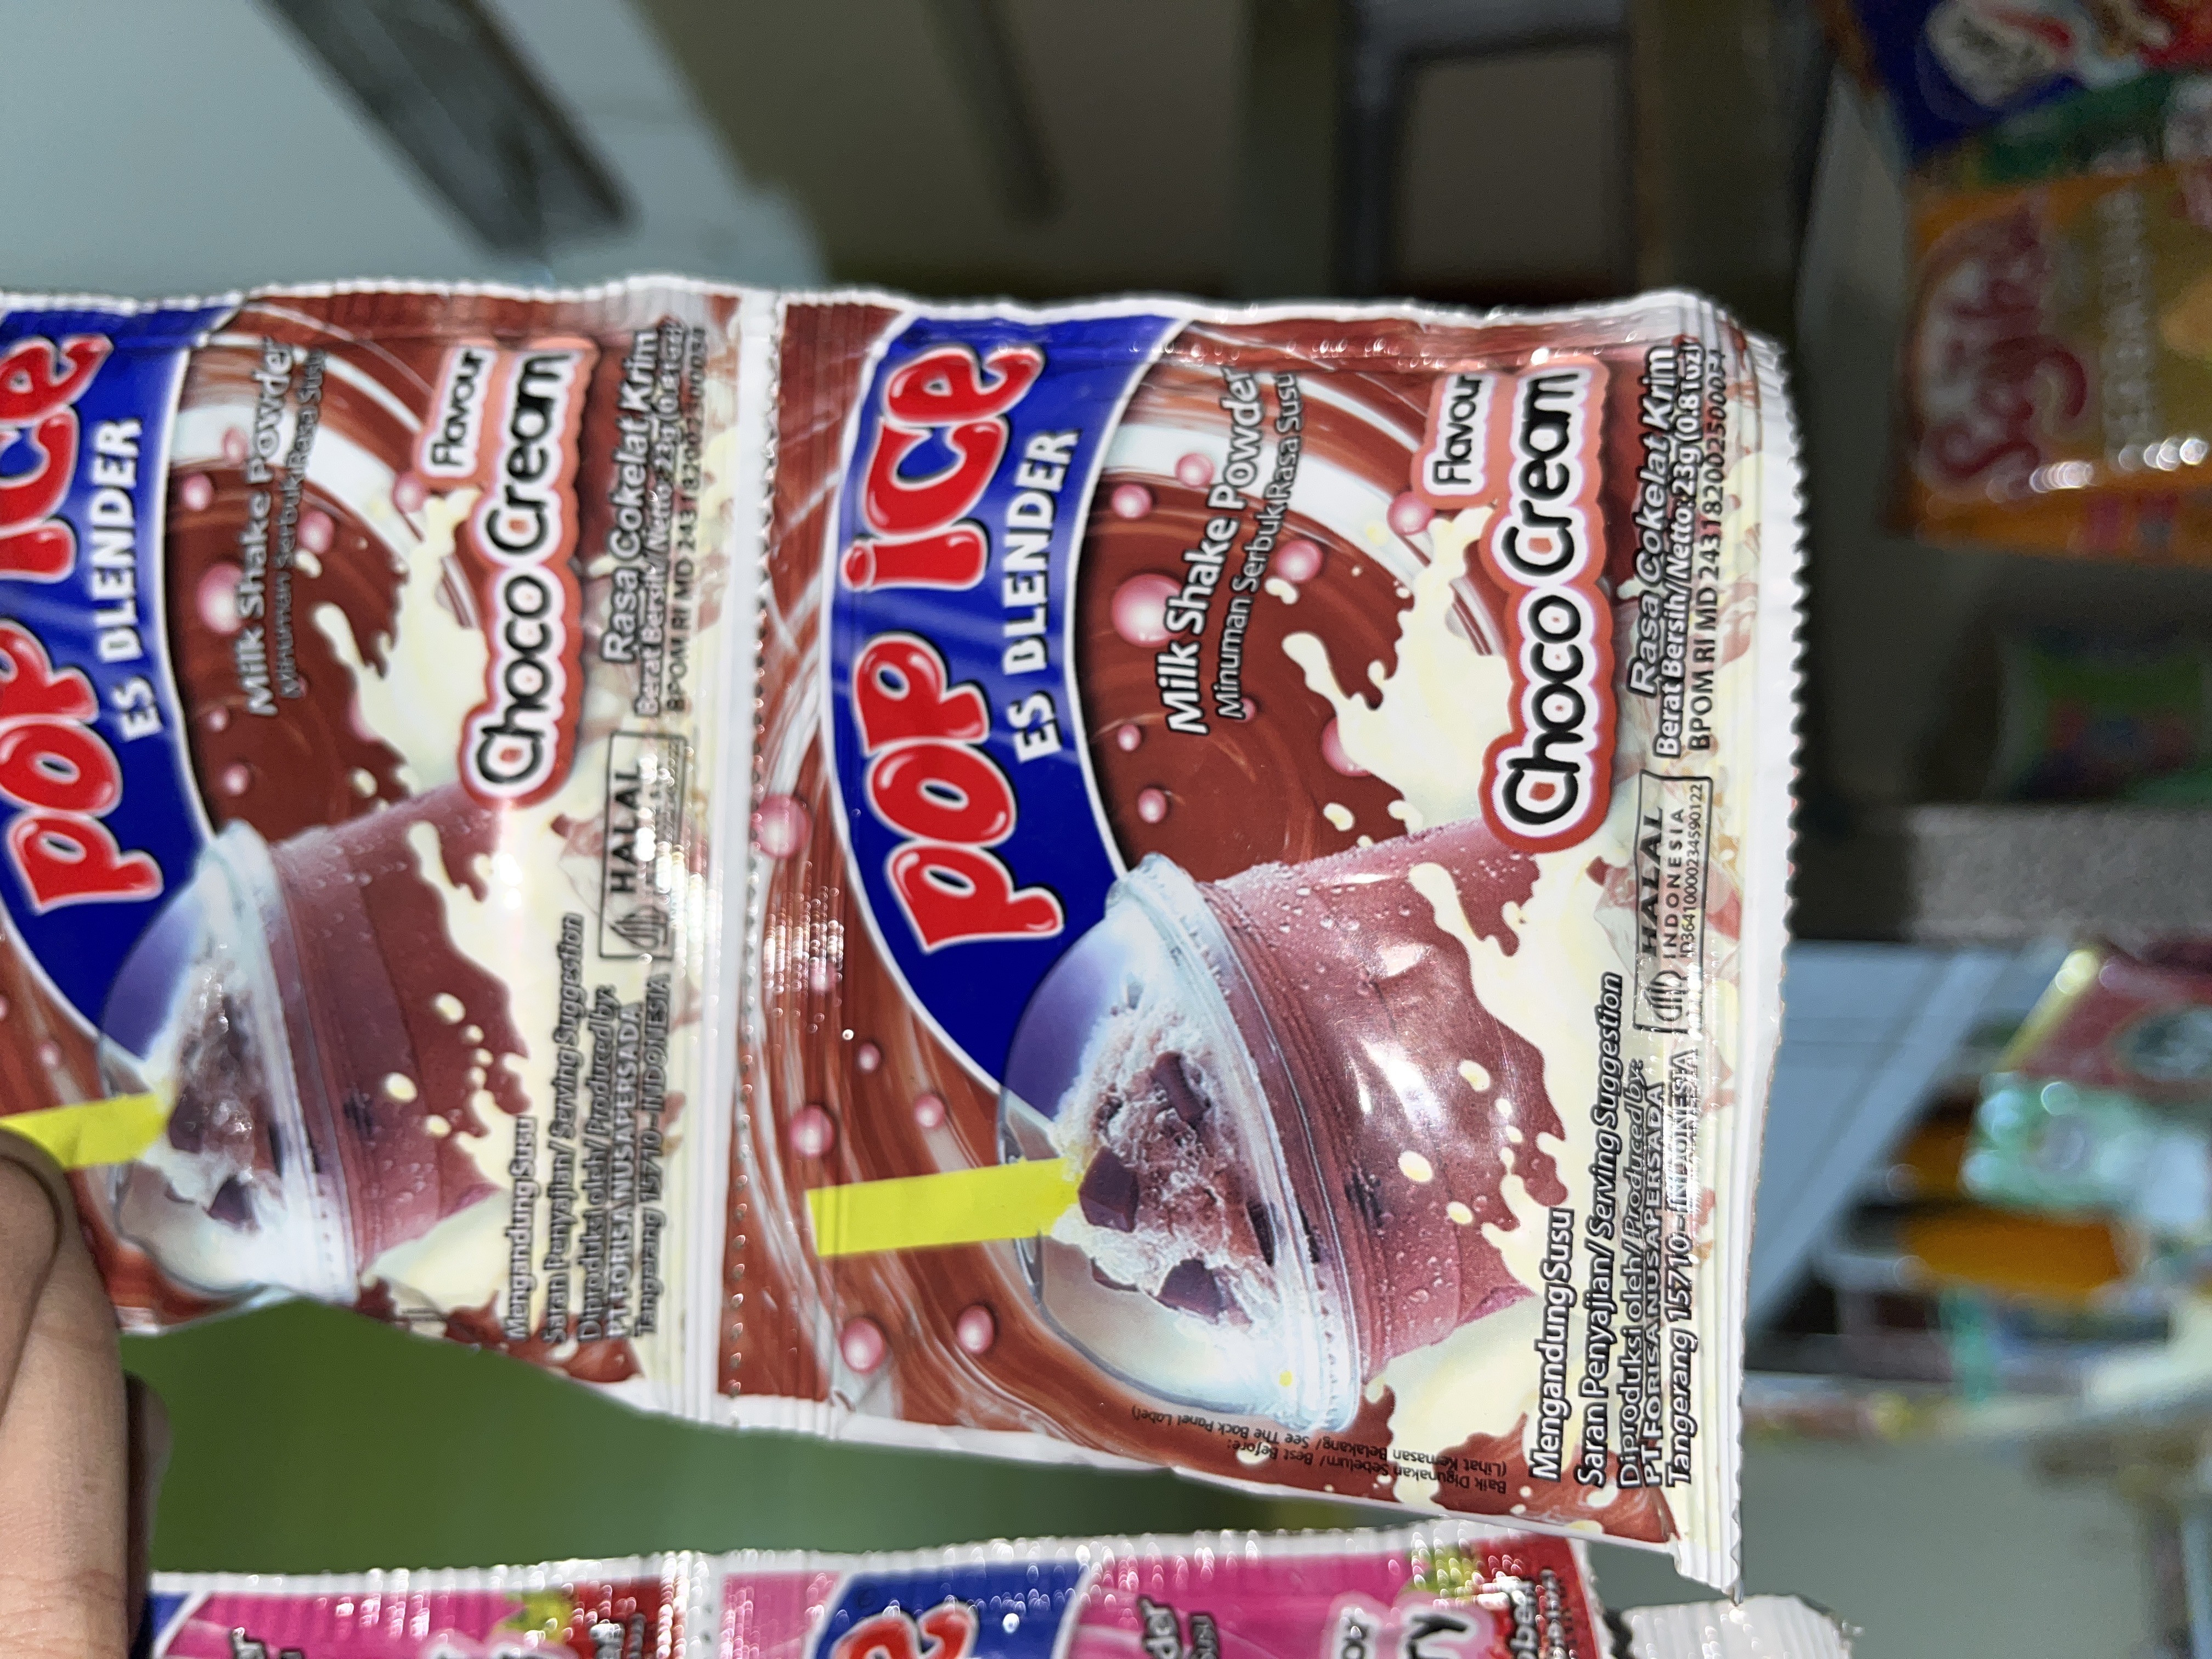 POP ICE
ES BLENDER
Milk Shake Powder
Minuman Serbuk Rasa Susu
Flavour
Choco Cream
Mengandung Susu
Saran Penyajian/ Serving Suggestion
Diproduksi oleh/ Produced by:
PT FORISA NUSAPERSADA
Tangerang 15710-INDONESIA
HALAL
Rasa Cokelat Krim
Berat Bersih/Netto: 23g (0.81oz)
BPOM RI MD 243182002500054
POP ICE
ES BLENDER
Milk Shake Powder
Minuman Serbuk Rasa Susu
Baik Digunakan Sebelum/ Best Before:
(Lihat Kemasan Belakang/ See The Back Panel Label)
Flavour
Choco Cream
Mengandung Susu
Saran Penyajian/ Serving Suggestion
Diproduksi oleh/ Produced by:
PT FORISA NUSAPERSADA
Tangerang 15710-INDONESIA
HALAL
INDONESIA
ID36410000234590122
Rasa Cokelat Krim
Berat Bersih/Netto: 23g (0.81oz)
BPOM RI MD 243182002500054
Sajiku